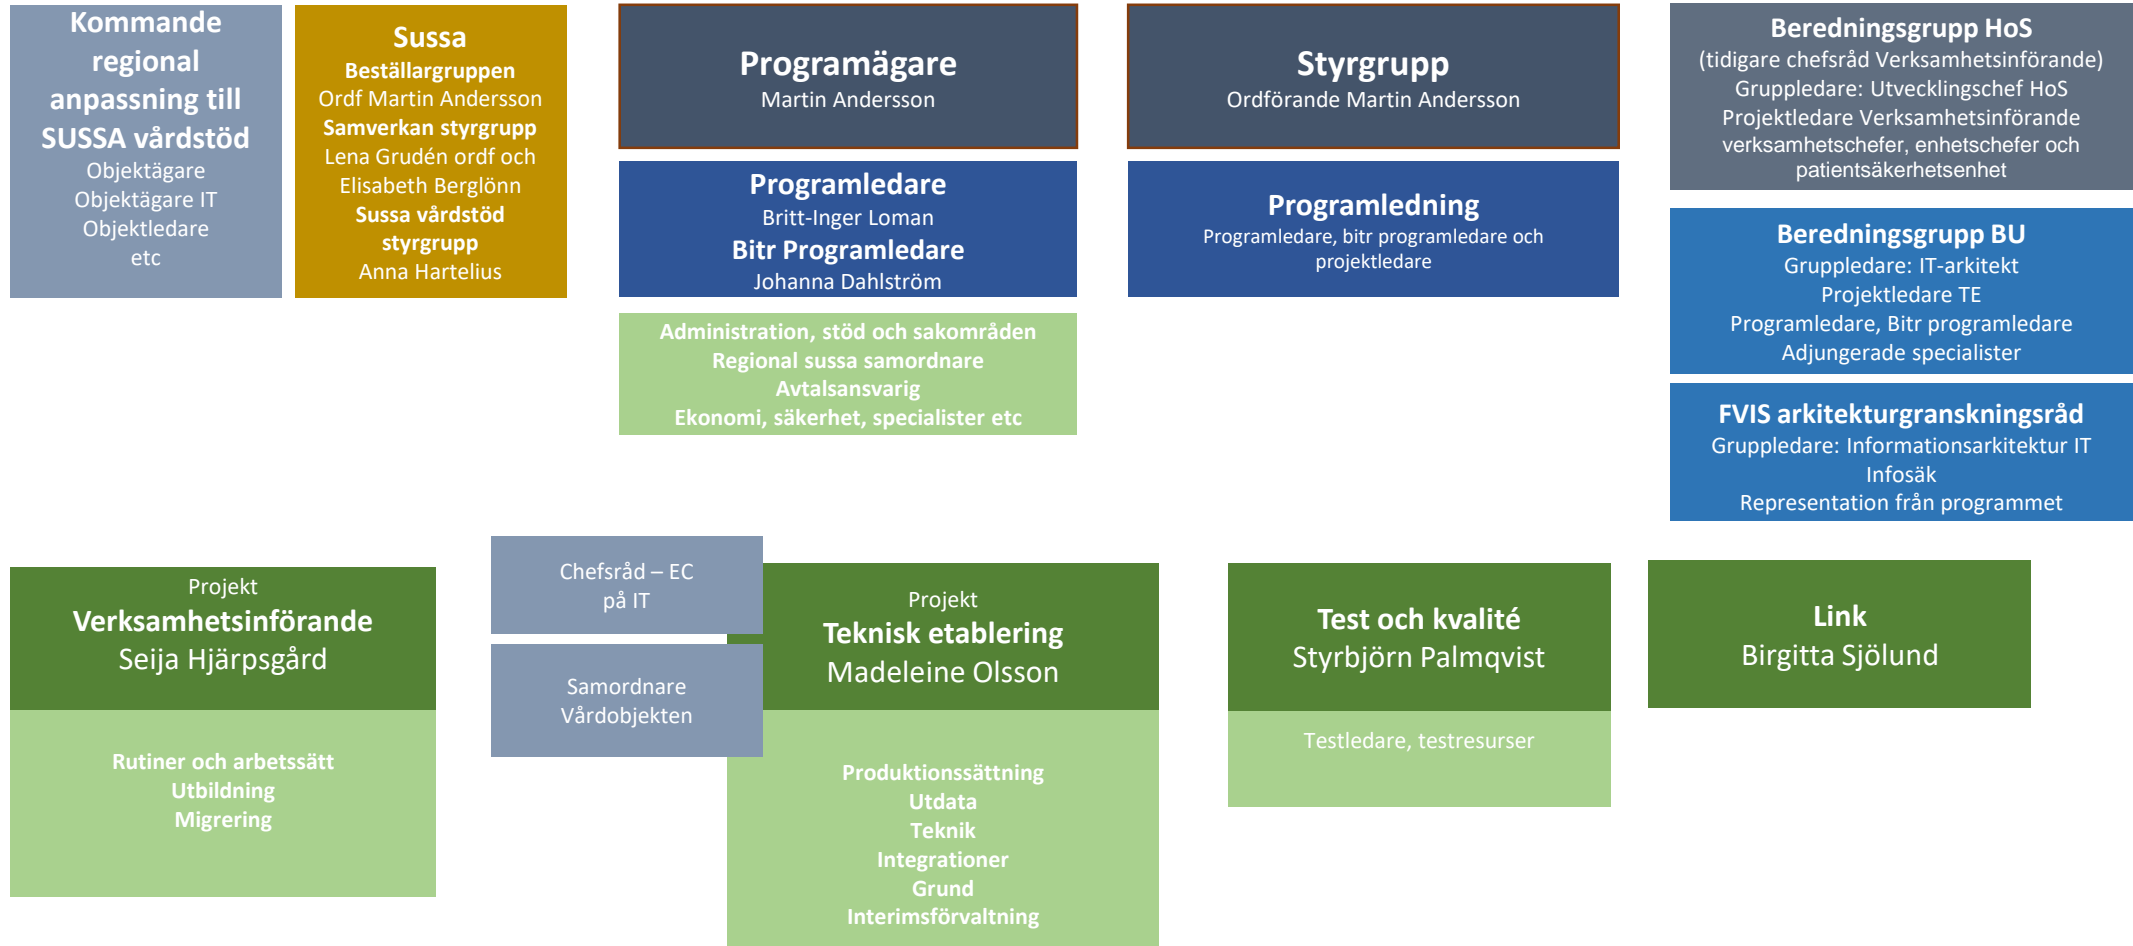 Kommande
regional
anpassning till
SUSSA vårdstöd
Objektägare
Objektägare IT
Objektledare
etc
Sussa
Beställargruppen
Ordf Martin Andersson
Samverkan styrgrupp
Lena Grudén ordf och
Elisabeth Berglönn
Sussa vårdstöd
styrgrupp
Anna Hartelius
Programägare
Martin Andersson
Programledare
Britt-Inger Loman
Bitr Programledare
Johanna Dahlström
Administration, stöd och sakområden
Regional sussa samordnare
Avtalsansvarig
Ekonomi, säkerhet, specialister etc
Styrgrupp
Ordförande Martin Andersson
Programledning
Programledare, bitr programledare och
projektledare
Beredningsgrupp HoS
(tidigare chefsråd Verksamhetsinförande)
Gruppledare: Utvecklingschef HoS
Projektledare Verksamhetsinförande
verksamhetschefer, enhetschefer och
patientsäkerhetsenhet
Beredningsgrupp BU
Gruppledare: IT-arkitekt
Projektledare TE
Programledare, Bitr programledare
Adjungerade specialister
FVIS arkitekturgranskningsråd
Gruppledare: Informationsarkitektur IT
Infosäk
Representation från programmet
Projekt
Verksamhetsinförande
Seija Hjärpsgård
Rutiner och arbetssätt
Utbildning
Migrering
Chefsråd – EC
på IT
Samordnare
Vårdobjekten
Projekt
Teknisk etablering
Madeleine Olsson
Produktionssättning
Utdata
Teknik
Integrationer
Grund
Interimsförvaltning
Test och kvalité
Styrbjörn Palmqvist
Testledare, testresurser
Link
Birgitta Sjölund